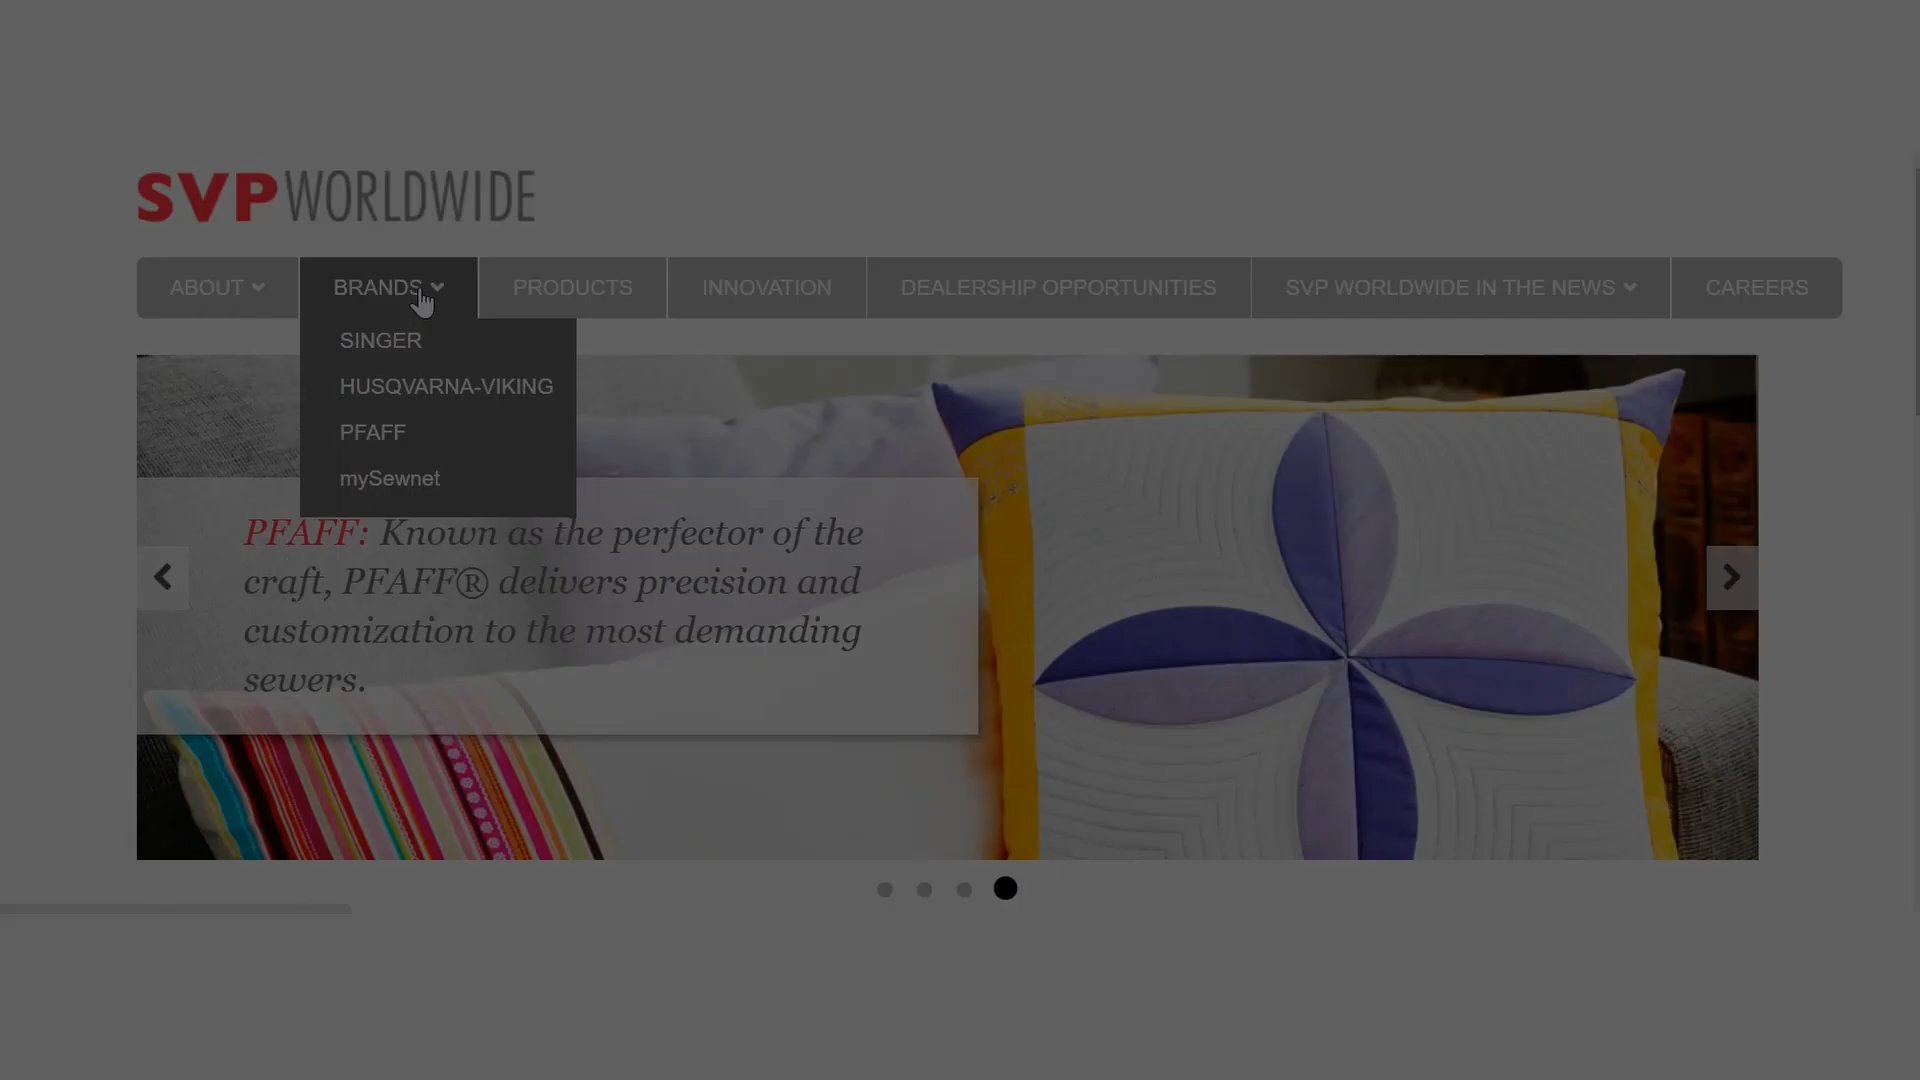 SVP WORLDWIDE
ABOUT
BRANDS
PRODUCTS
INNOVATION
DEALERSHIP OPPORTUNITIES
SVP WORLDWIDE IN THE NEWS
CAREERS
SINGER
HUSQVARNA-VIKING
PFAFF
mySewnet
PFAFF: Known as the perfector of the
craft, PFAFF® delivers precision and
customization to the most demanding
sewers.